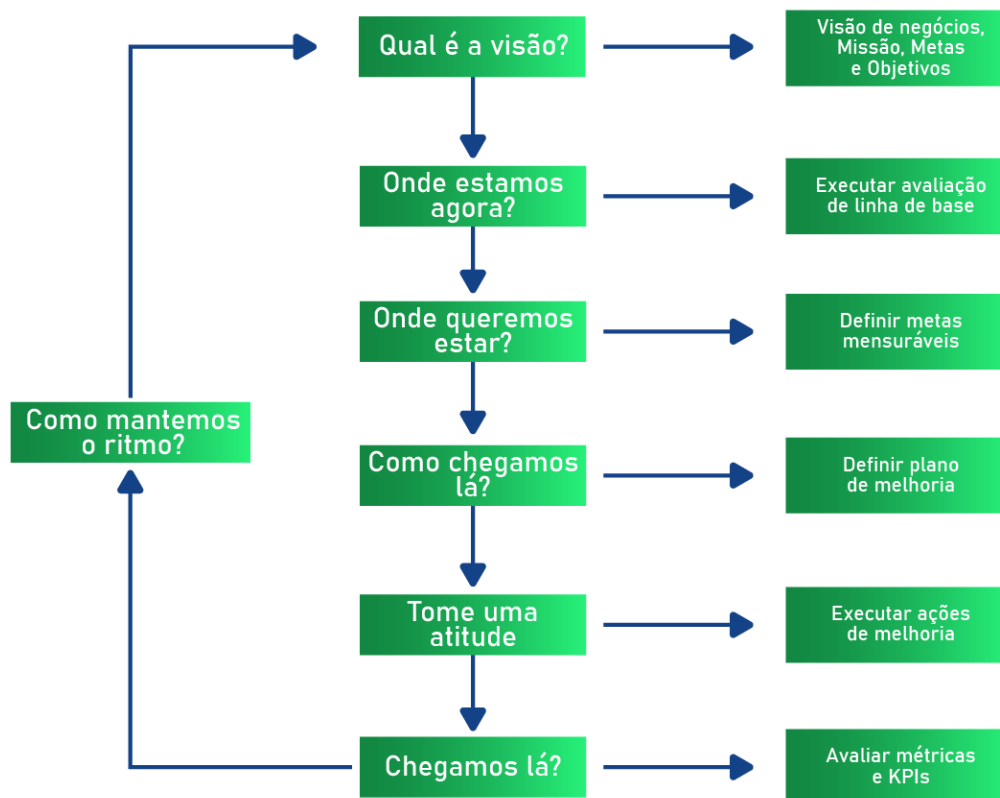 Qual é a visão?
Visão de negócios,
Missão, Metas
e Objetivos
Onde estamos
agora?
Executar avaliação
de linha de base
Onde queremos
estar?
Definir metas
mensuráveis
Como mantemos
o ritmo?
Como chegamos
lá?
Definir plano
de melhoria
Tome uma
atitude
Executar ações
de melhoria
Chegamos lá?
Avaliar métricas
e KPIs